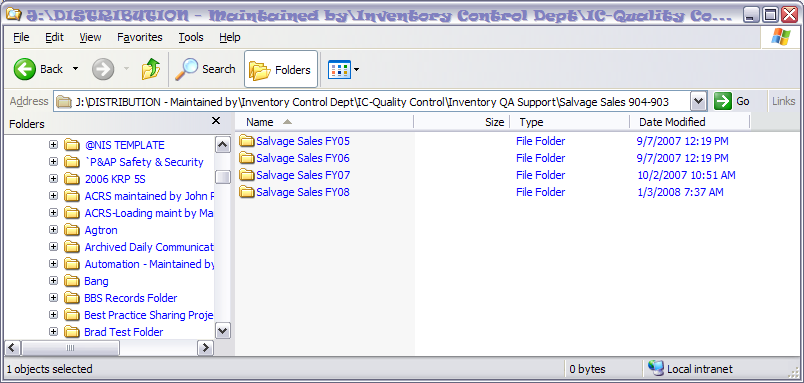 J:\DISTRIBUTION - Maintained by\Inventory Control Dept\IC-Quality Co...
File Edit View Favorites Tools Help
Back Search Folders
Address J:\DISTRIBUTION - Maintained by\Inventory Control Dept\IC-Quality Control\Inventory QA Support\Salvage Sales 904-903 Go Links
Folders Name Size Type Date Modified
@NIS TEMPLATE
`P&AP Safety & Security
2006 KRP 5S
ACRS maintained by John P
ACRS-Loading maint by Ma
Agtron
Archived Daily Communicat
Automation - Maintained by
Bang
BBS Records Folder
Best Practice Sharing Proje
Brad Test Folder
Salvage Sales FY05 File Folder 9/7/2007 12:19 PM
Salvage Sales FY06 File Folder 9/7/2007 12:19 PM
Salvage Sales FY07 File Folder 10/2/2007 10:51 AM
Salvage Sales FY08 File Folder 1/3/2008 7:37 AM
1 objects selected 0 bytes Local intranet